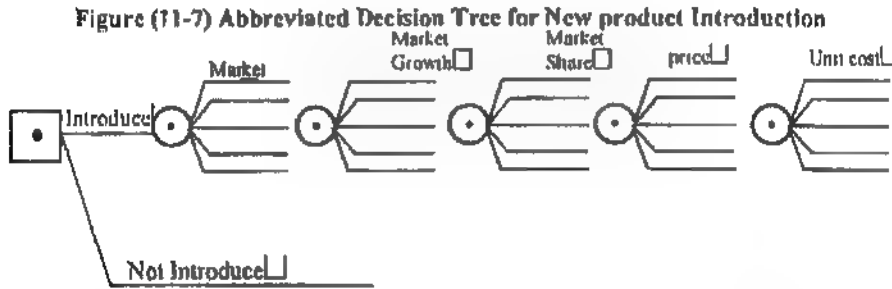 Figure (11-7) Abbreviated Decision Tree for New product Introduction
Market
Market
Growth
Market
Share
price
Unit cost
Introduce
Not Introduce